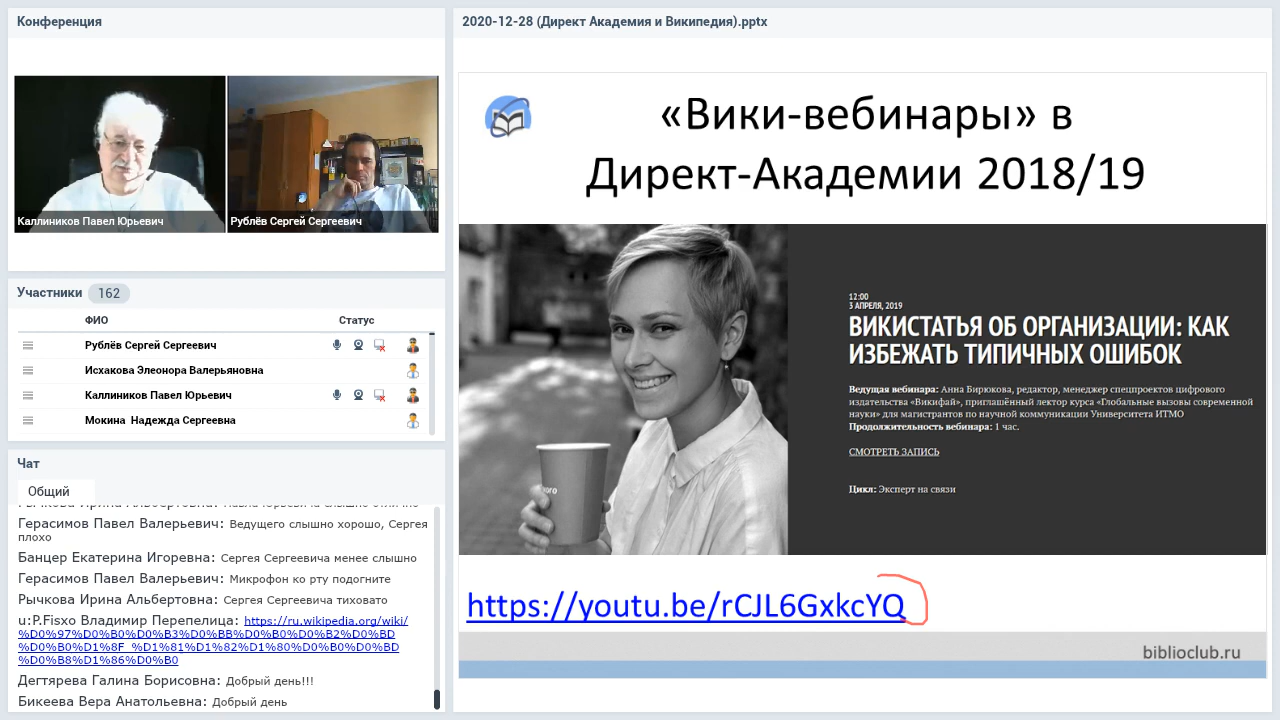 Конференция
Каллиников Павел Юрьевич
Рублёв Сергей Сергеевич
Участники 162
ФИО Статус
Рублёв Сергей Сергеевич
Исхакова Элеонора Валерьяновна
Каллиников Павел Юрьевич
Мокина Надежда Сергеевна
Чат
Общий
Герасимов Павел Валерьевич: Ведущего слышно хорошо, Сергея
плохо
Банцер Екатерина Игоревна: Сергея Сергеевича менее слышно
Герасимов Павел Валерьевич: Микрофон ко рту подогните
Рычкова Ирина Альбертовна: Сергея Сергеевича тиховато
u:P.Fisxo Владимир Перепелица: https://ru.wikipedia.org/wiki/
%D0%97%D0%B0%D0%B3%D0%BB%D0%B0%D0%B2%D0%BD
%D0%B0%D1%8F_%D1%81%D1%82%D1%80%D0%B0%D0%BD
%D0%B8%D1%86%D0%B0
Дегтярева Галина Борисовна: Добрый день!!!
Бикеева Вера Анатольевна: Добрый день
2020-12-28 (Директ Академия и Википедия).pptx
«Вики-вебинары» в
Директ-Академии 2018/19
12:00
3 АПРЕЛЯ, 2019
ВИКИСТАТЬЯ ОБ ОРГАНИЗАЦИИ: КАК
ИЗБЕЖАТЬ ТИПИЧНЫХ ОШИБОК
Ведущая вебинара: Анна Бирюкова, редактор, менеджер спецпроектов цифрового
издательства «Викифай», приглашённый лектор курса «Глобальные вызовы современной
науки» для магистрантов по научной коммуникации Университета ИТМО
Продолжительность вебинара: 1 час.
СМОТРЕТЬ ЗАПИСЬ
Цикл: Эксперт на связи
https://youtu.be/rCJL6GxkcYQ
biblioclub.ru